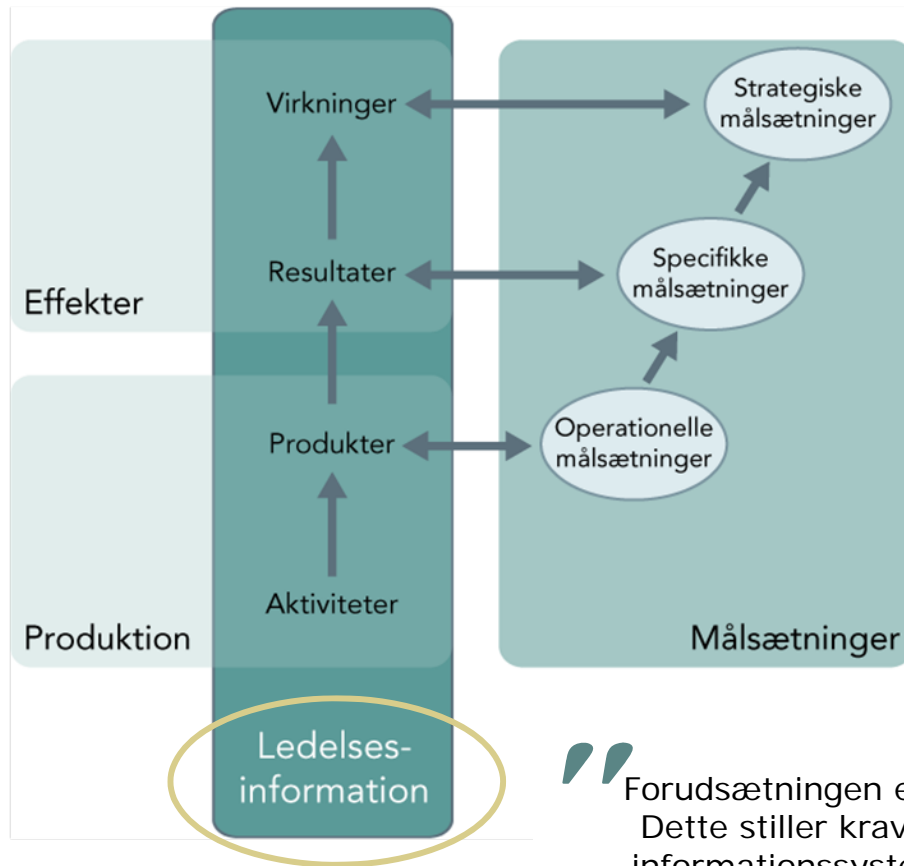 Virkninger
Strategiske
målsætninger
Resultater
Specifikke
målsætninger
Effekter
Produkter
Operationelle
målsætninger
Aktiviteter
Produktion
Målsætninger
Ledelses-
information
"
Forudsætningen e
Dette stiller krav
informationssyste